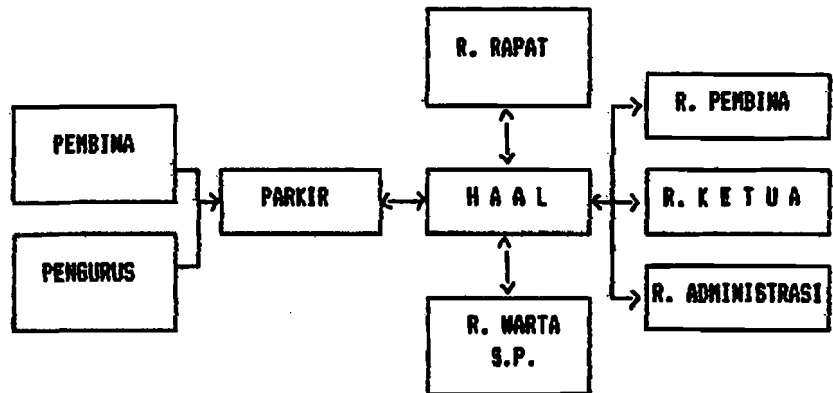 R. RAPAT
R. PEMBINA
PEMBINA
PARKIR
H A A L
R. K E T U A
PENGURUS
R. ADMINISTRASI
R. WARTA
S.P.